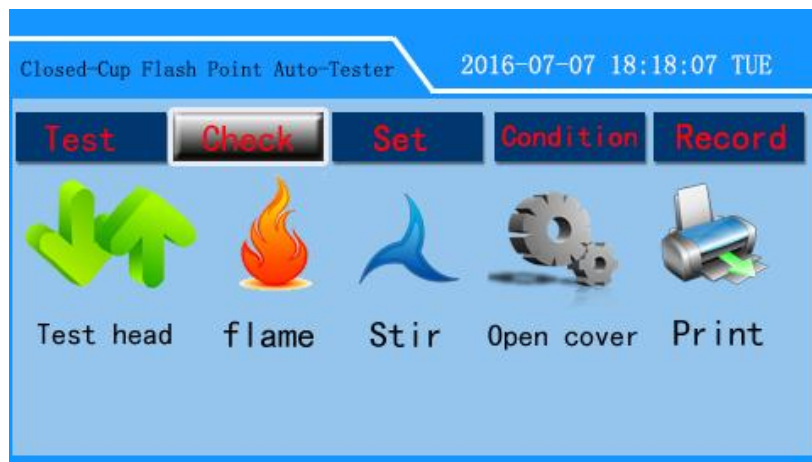 Closed-Cup Flash Point Auto-Tester 2016-07-07 18:18:07 TUE
Test Check Set Condition Record
Test head flame Stir Open cover Print